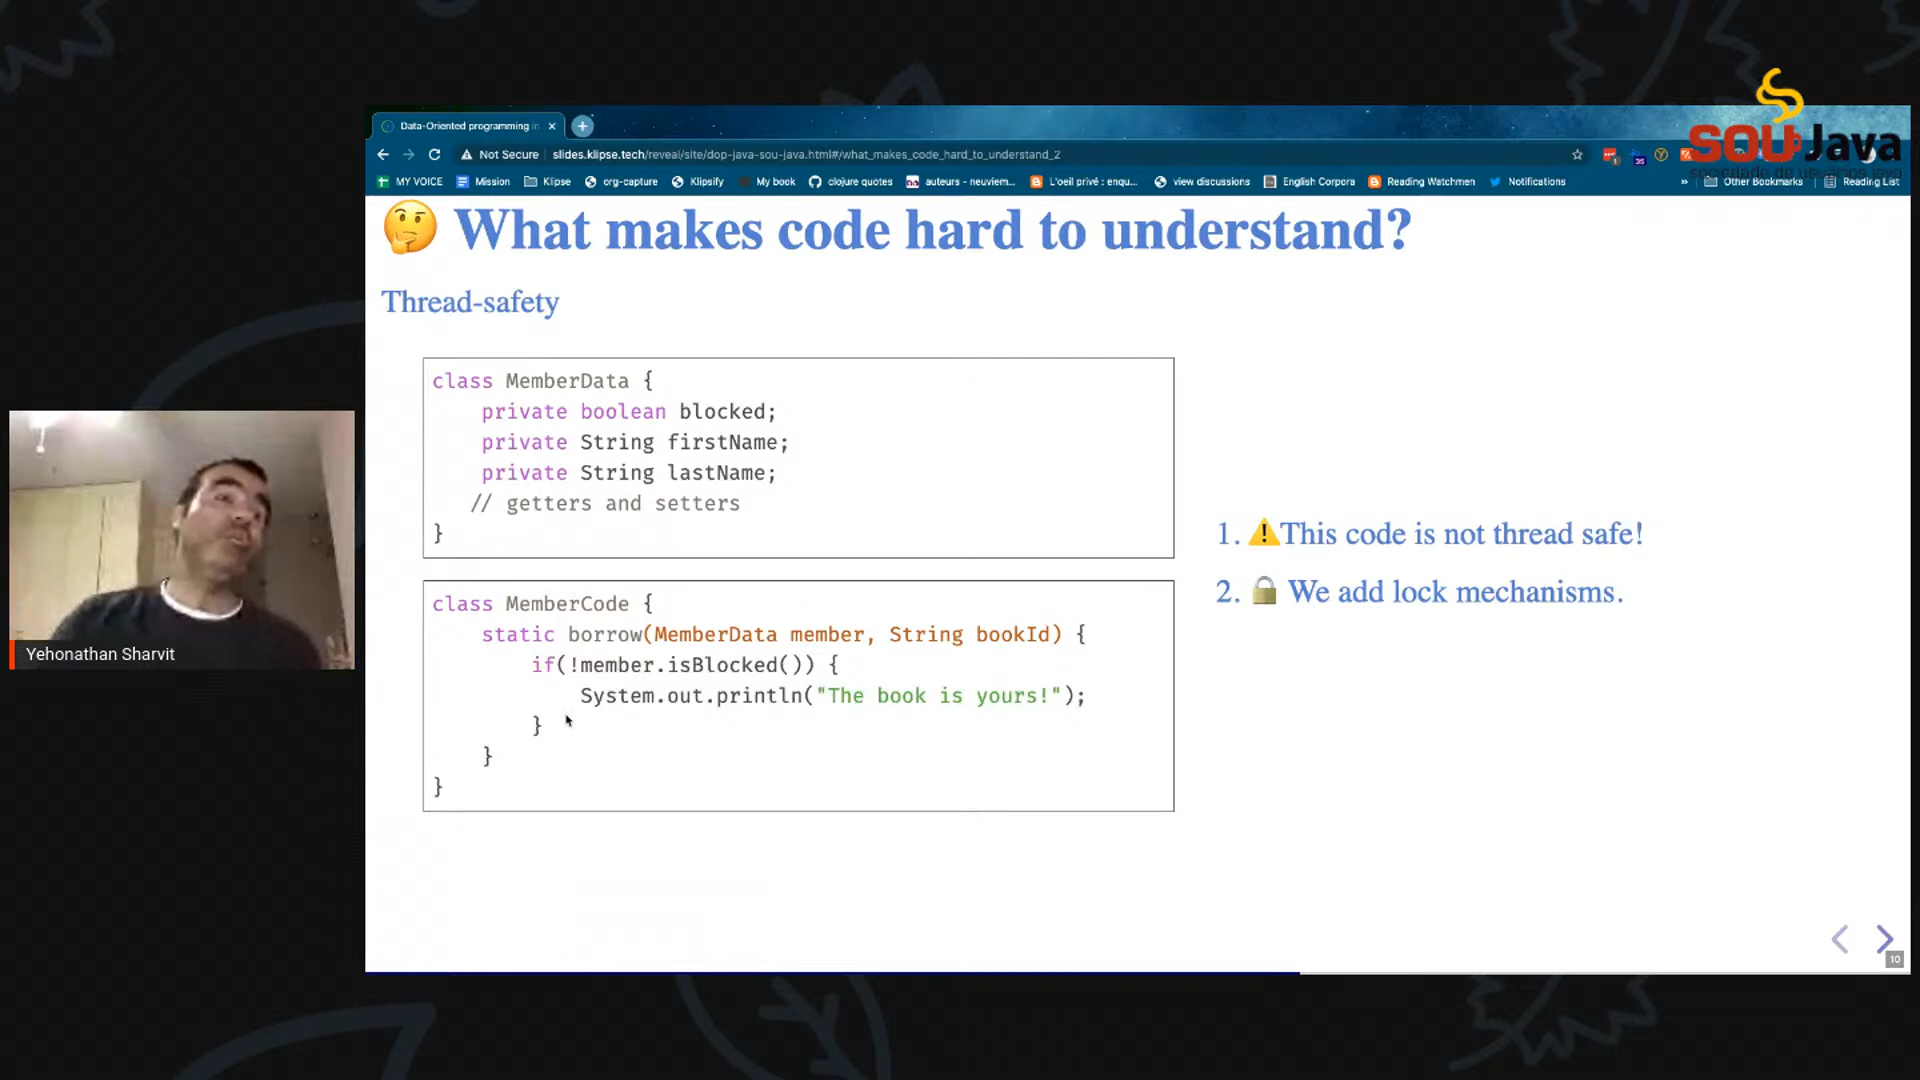 SOUJava
sociedade de usuários java
Data-Oriented programming in
Not Secure
slides.klipse.tech/reveal/site/dop-java-sou-java.html#/what_makes_code_hard_to_understand_2
MY VOICE
Mission
Klipse
org-capture
Klipsify
My book
clojure quotes
auteurs - neuviem...
L'oeil privé : enqu...
view discussions
English Corpora
Reading Watchmen
Notifications
»
Other Bookmarks
Reading List
What makes code hard to understand?
Thread-safety
class MemberData {
private boolean blocked;
private String firstName;
private String lastName;
// getters and setters
}
class MemberCode {
static borrow(MemberData member, String bookId) {
if(!member.isBlocked()) {
System.out.println("The book is yours!");
}
}
}
1. ⚠️This code is not thread safe!
2. 🔒 We add lock mechanisms.
Yehonathan Sharvit
10